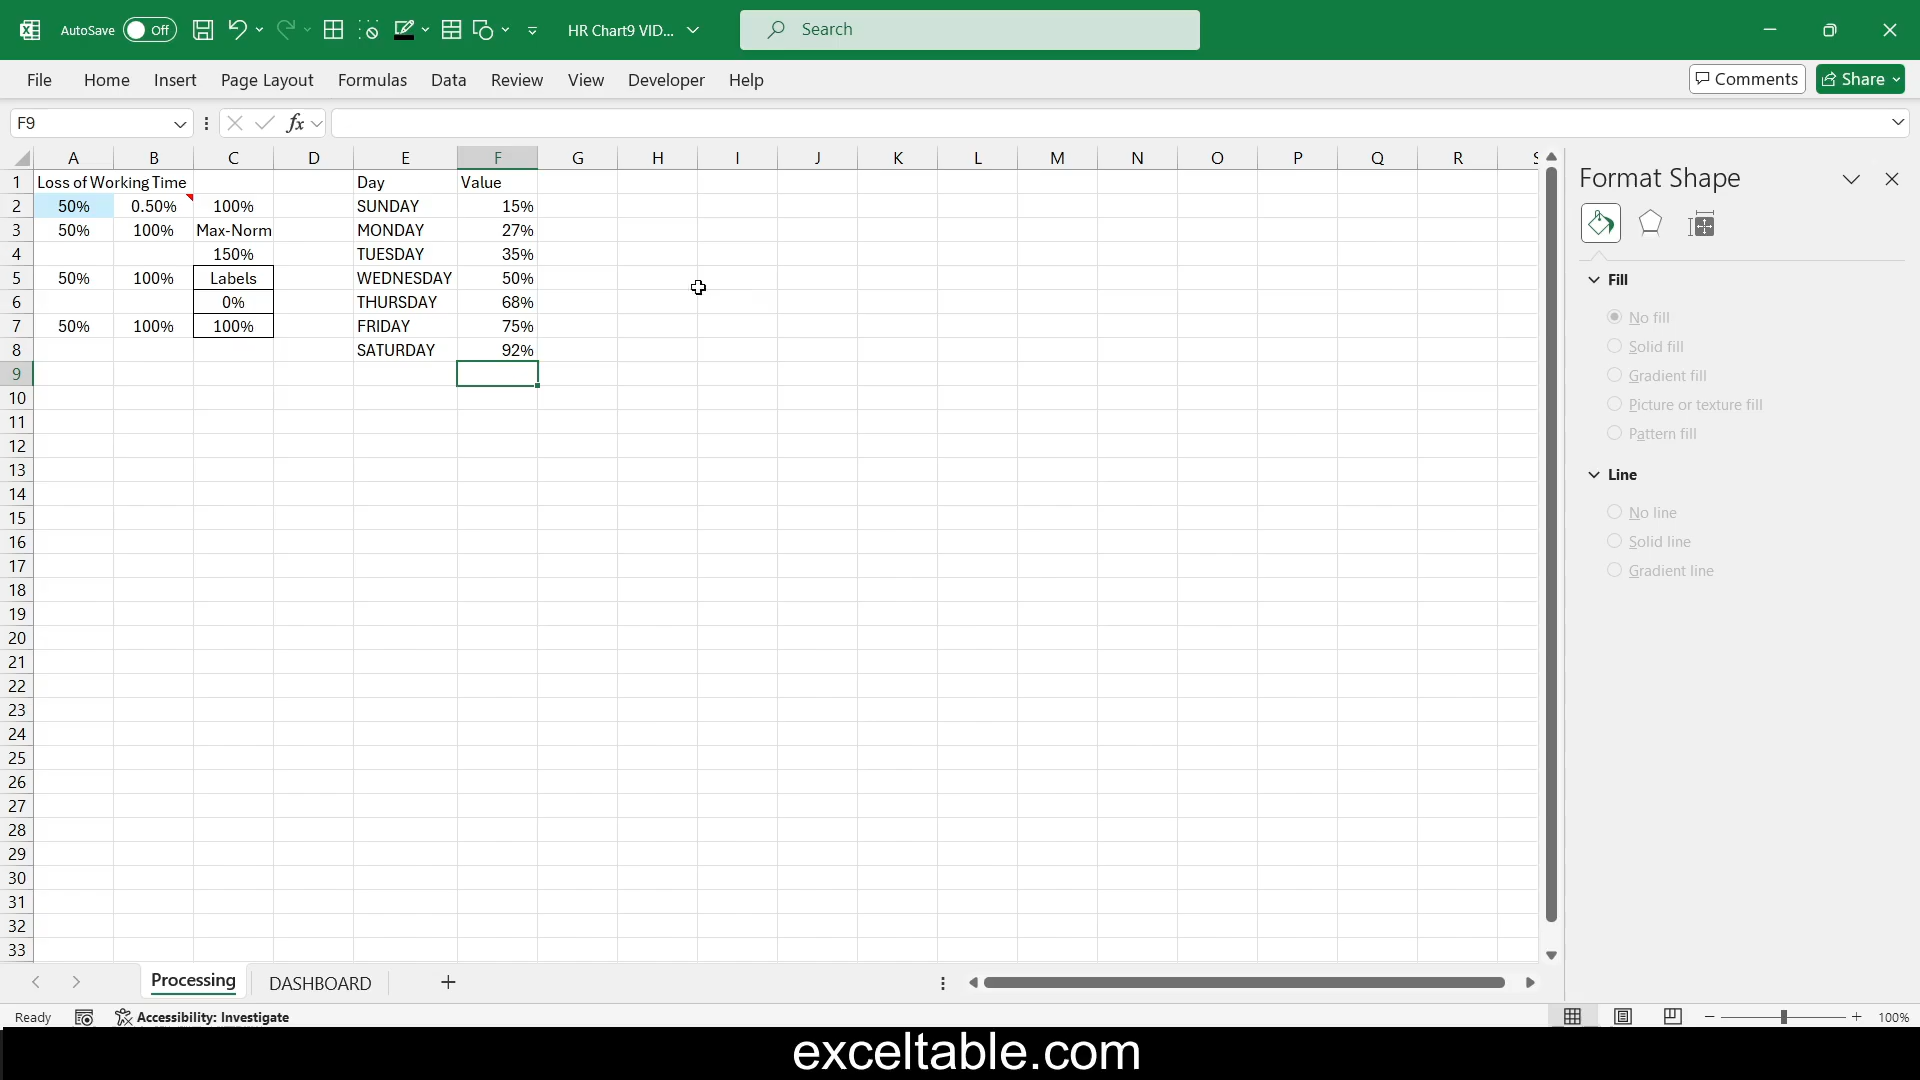 AutoSave Off HR Chart9 VID... Search
File Home Insert Page Layout Formulas Data Review View Developer Help Comments Share
F9 fx
A B C D E F G H I J K L M N O P Q R
1 Loss of Working Time Day Value
2 50% 0.50% 100% SUNDAY 15%
3 50% 100% Max-Norm MONDAY 27%
4 150% TUESDAY 35%
5 50% 100% Labels WEDNESDAY 50%
6 0% THURSDAY 68%
7 50% 100% 100% FRIDAY 75%
8 SATURDAY 92%
9
10
11
12
13
14
15
16
17
18
19
20
21
22
23
24
25
26
27
28
29
30
31
32
33
Format Shape
Fill
No fill
Solid fill
Gradient fill
Picture or texture fill
Pattern fill
Line
No line
Solid line
Gradient line
Processing DASHBOARD
Ready Accessibility: Investigate 100%
exceltable.com